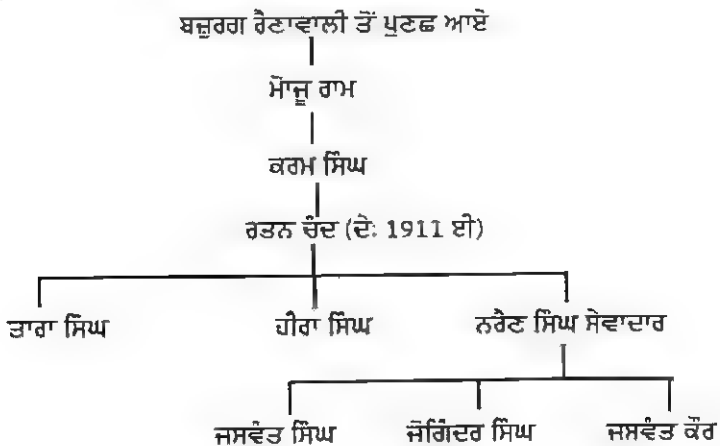 ਬਜ਼ੁਰਗ ਰੈਣਾਵਾਲੀ ਤੋਂ ਪੁਣਛ ਆਏ
ਮੌਜੂ ਰਾਮ
ਕਰਮ ਸਿੰਘ
ਰਤਨ ਚੰਦ (ਦੇ: 1911 ਈ)
ਤਾਰਾ ਸਿੰਘ ਹੀਰਾ ਸਿੰਘ ਨਰੈਣ ਸਿੰਘ ਸੇਵਾਦਾਰ
ਜਸਵੰਤ ਸਿੰਘ ਜੋਗਿੰਦਰ ਸਿੰਘ ਜਸਵੰਤ ਕੌਰ